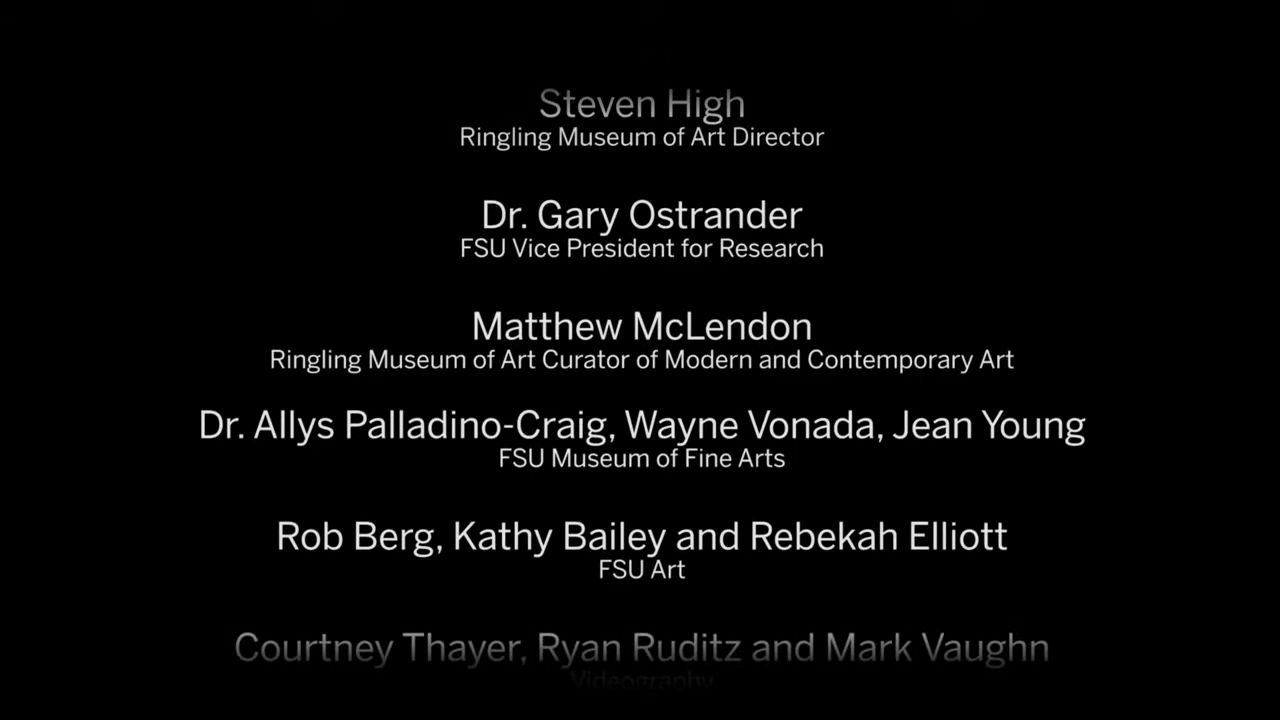 Steven High
Ringling Museum of Art Director
Dr. Gary Ostrander
FSU Vice President for Research
Matthew McLendon
Ringling Museum of Art Curator of Modern and Contemporary Art
Dr. Allys Palladino-Craig, Wayne Vonada, Jean Young
FSU Museum of Fine Arts
Rob Berg, Kathy Bailey and Rebekah Elliott
FSU Art
Courtney Thayer, Ryan Ruditz and Mark Vaughn
Videography